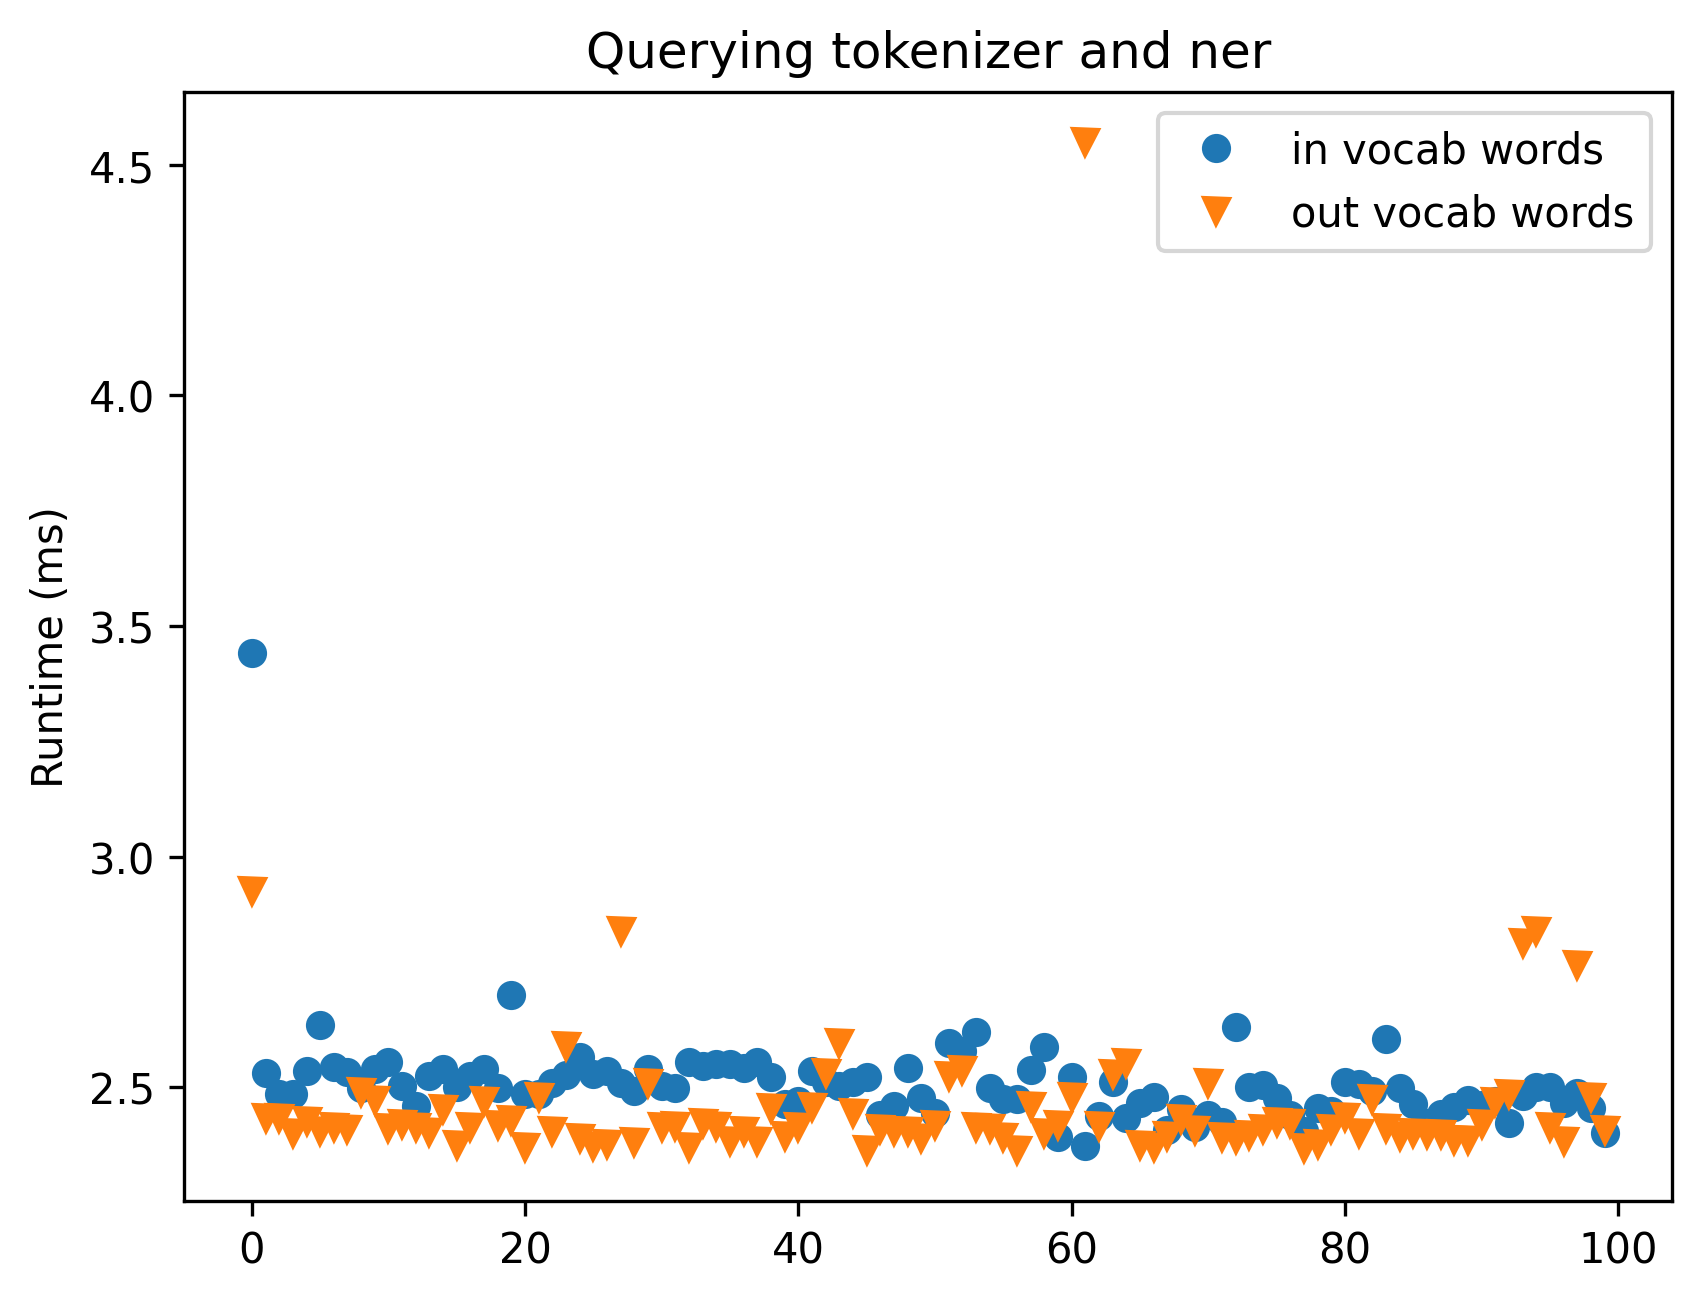 Querying tokenizer and ner
in vocab words
out vocab words
4.5
4.0
3.5
3.0
2.5
Runtime (ms)
0 20 40 60 80 100